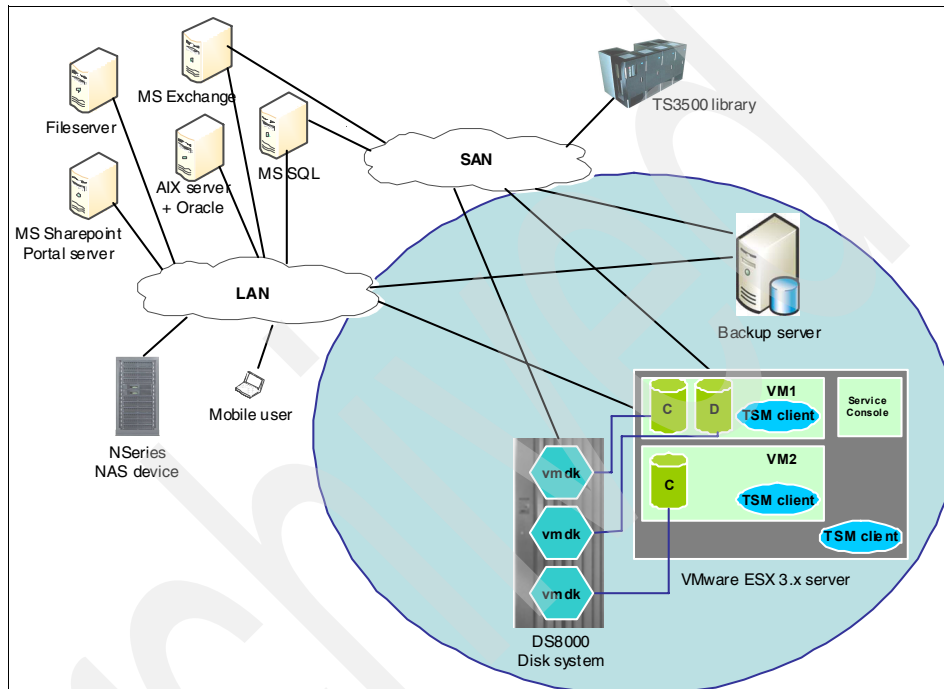 MS Exchange
TS3500 library
Fileserver
MS SQL
SAN
AIX server
+ Oracle
MS Sharepoint
Portal server
LAN
Backup server
NSeries
NAS device
Mobile user
C
D
VM1
TSM client
Service
Console
vmdk
VM2
C
TSM client
vmdk
TSM client
vmdk
VMware ESX 3.x server
DS8000
Disk system